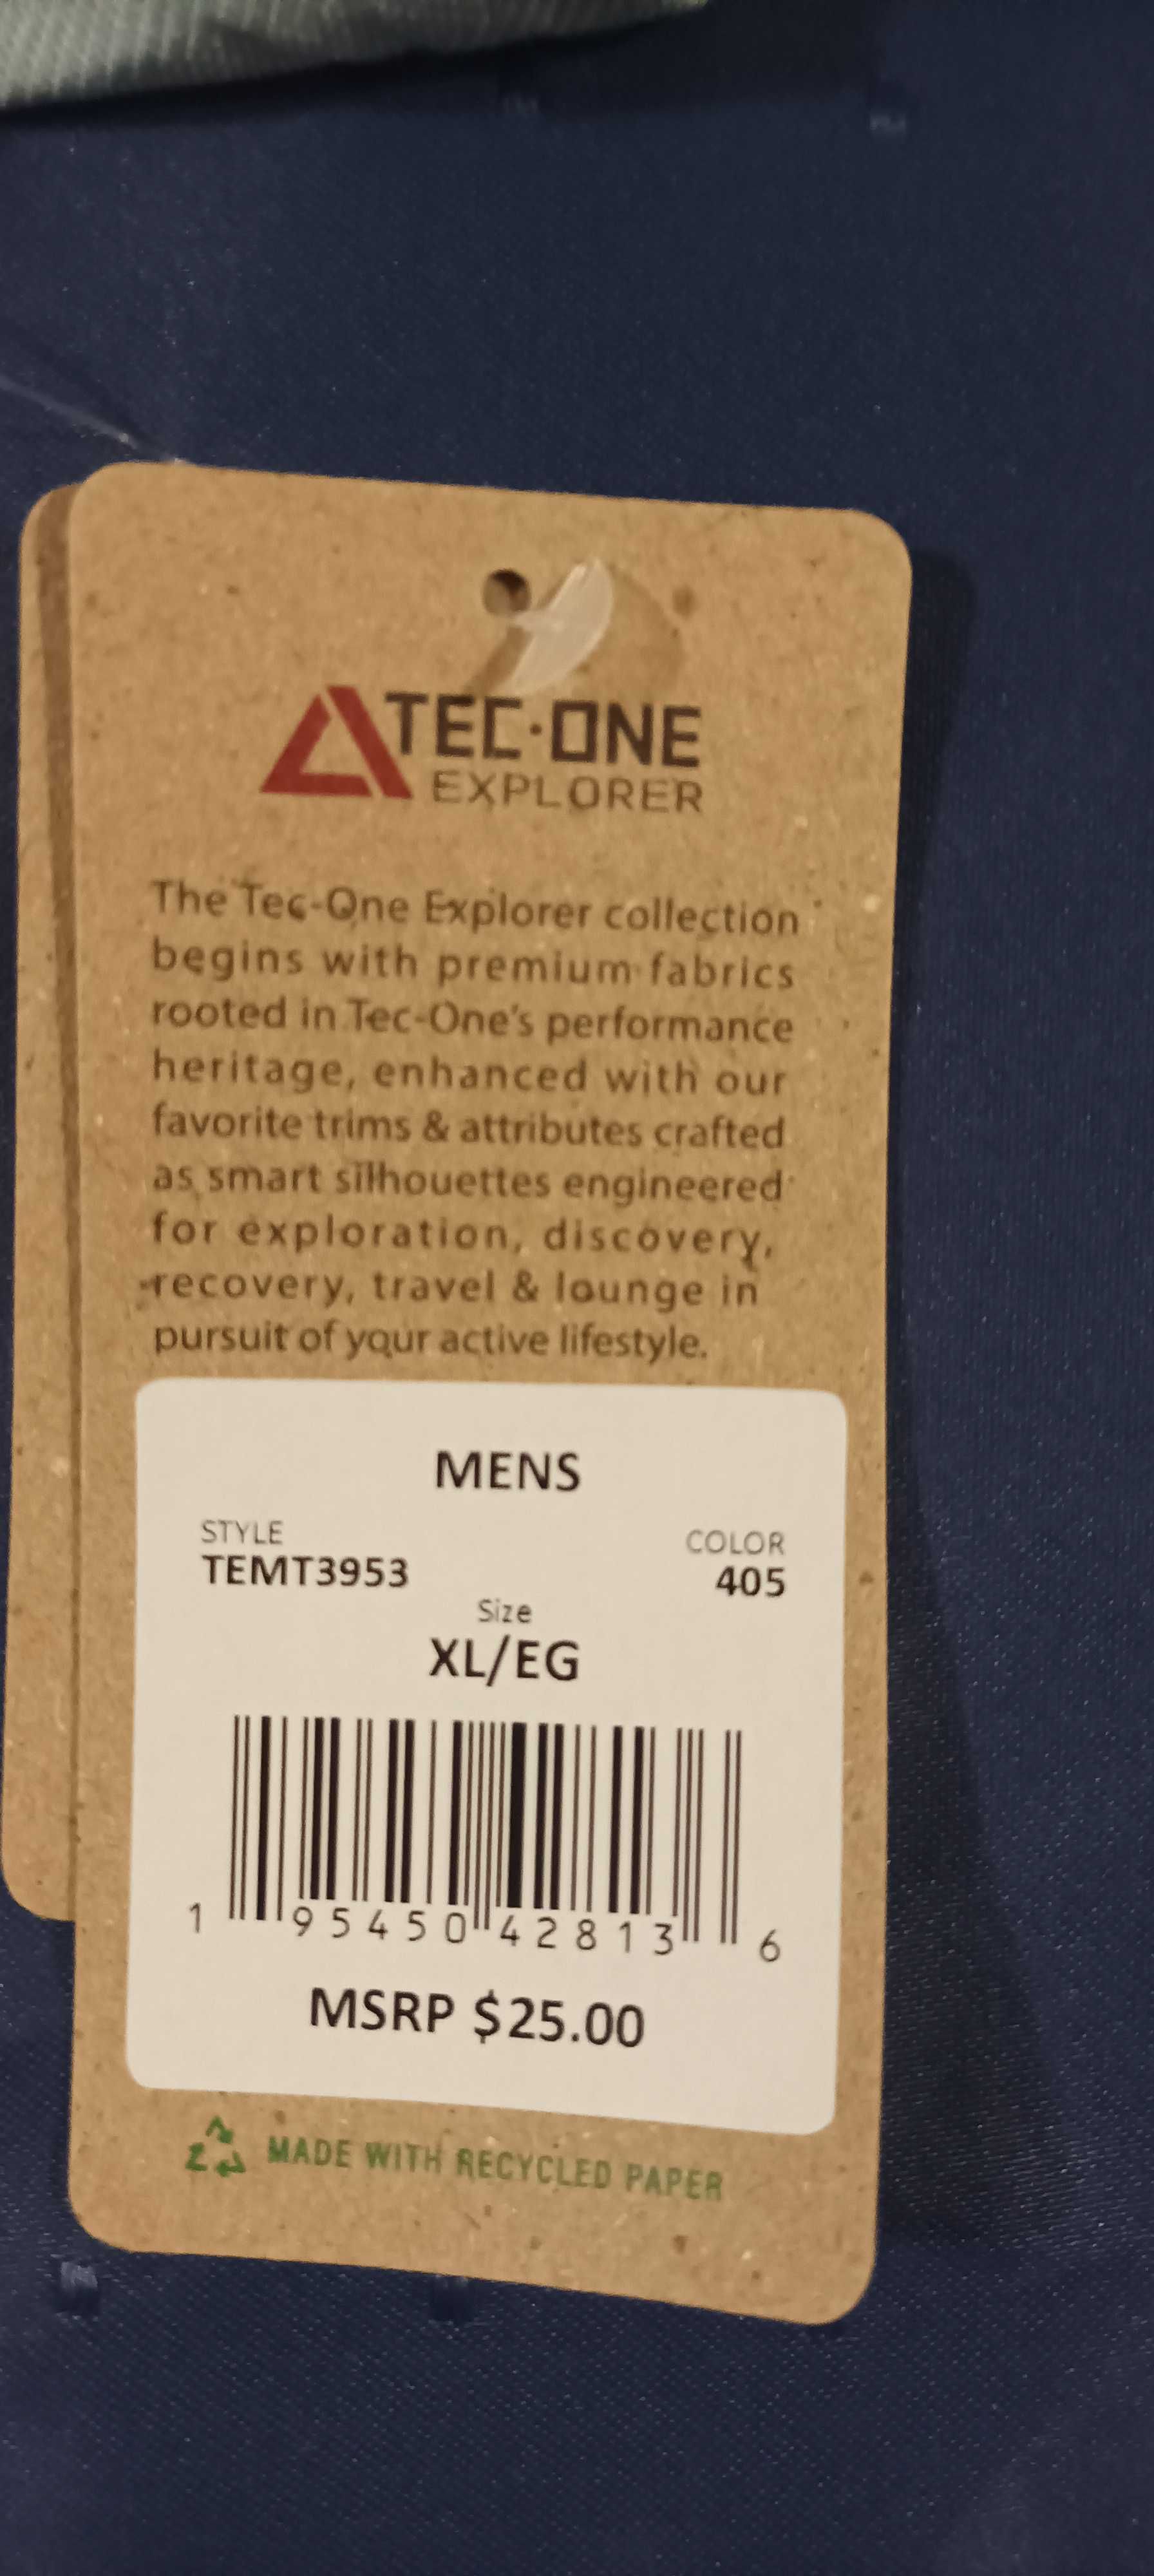 TEC·ONE
EXPLORER
The Tec-One Explorer collection
begins with premium fabrics
rooted in Tec-One's performance
heritage, enhanced with our
favorite trims & attributes crafted
as smart silhouettes engineered
for exploration, discovery,
recovery, travel & lounge in
pursuit of your active lifestyle.
MENS
STYLE COLOR
TEMT3953 405
Size
XL/EG
1 95450 42813 6
MSRP $25.00
MADE WITH RECYCLED PAPER